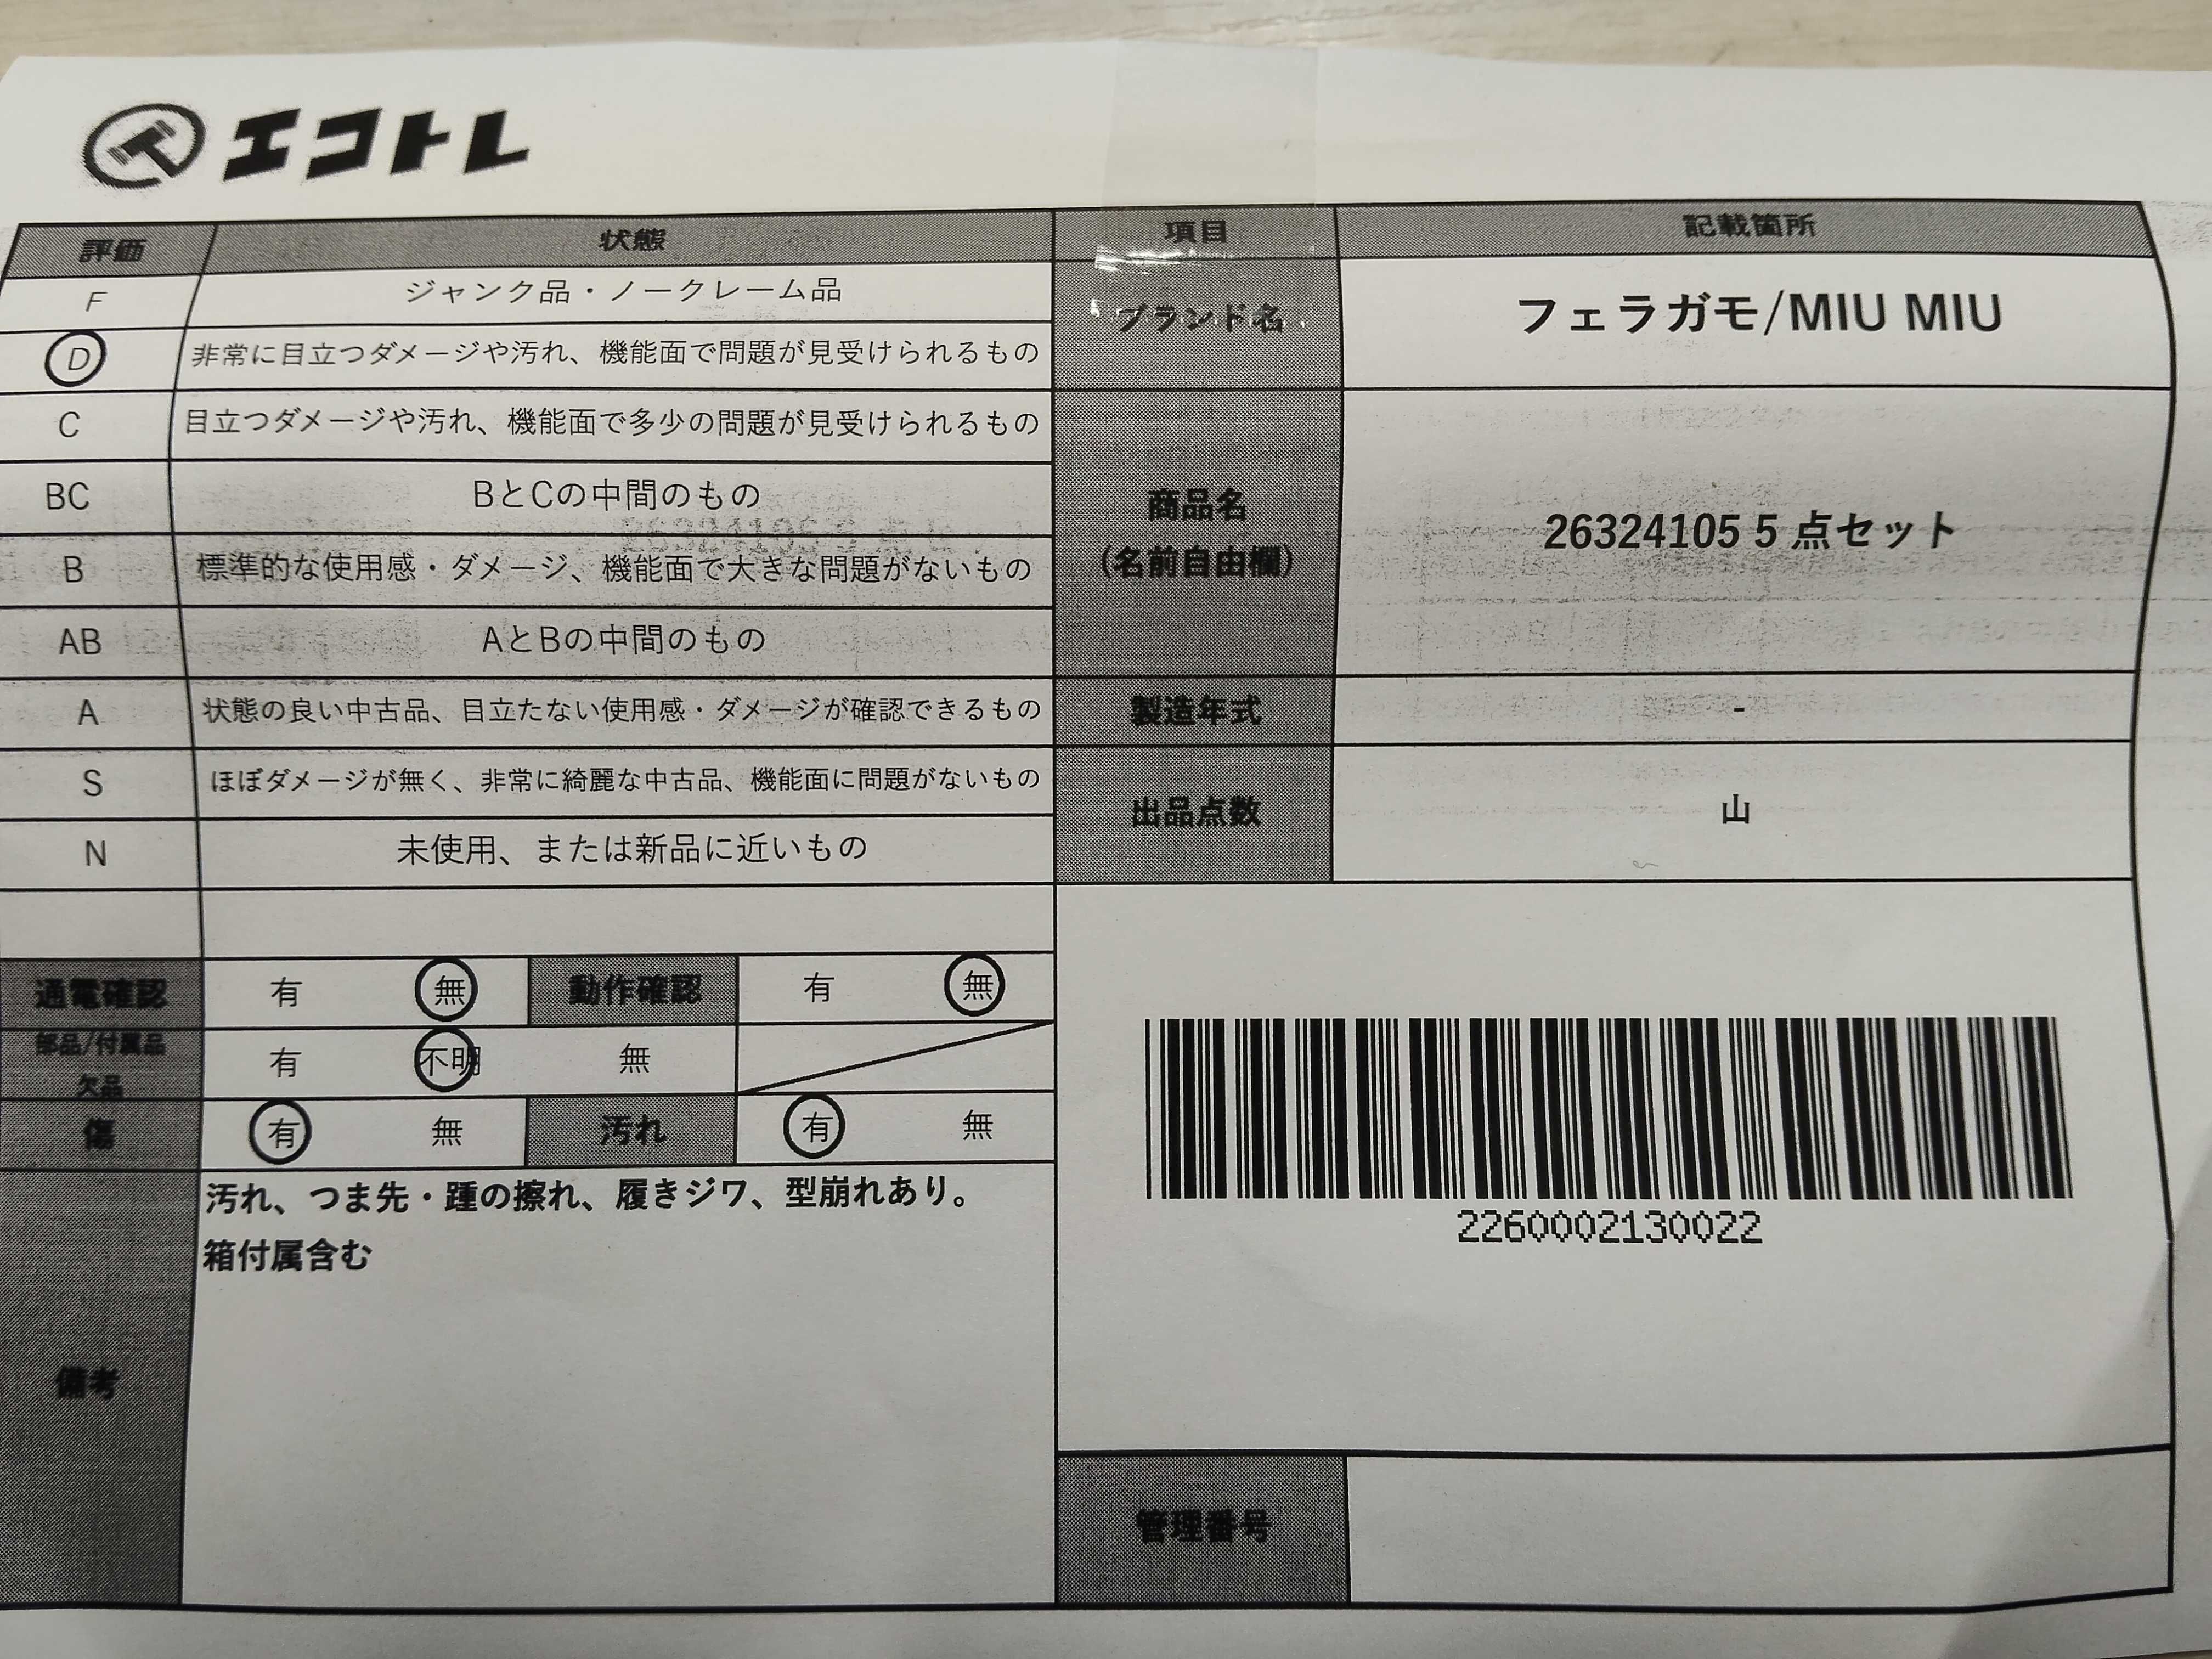 エコトレ
評価 状態
F ジャンク品・ノークレーム品
D 非常に目立つダメージや汚れ、機能面で問題が見受けられるもの
C 目立つダメージや汚れ、機能面で多少の問題が見受けられるもの
BC BとCの中間のもの
B 標準的な使用感・ダメージ、機能面で大きな問題がないもの
AB AとBの中間のもの
A 状態の良い中古品、目立たない使用感・ダメージが確認できるもの
S ほぼダメージが無く、非常に綺麗な中古品、機能面に問題がないもの
N 未使用、または新品に近いもの
通電確認 有 無 動作確認 有 無
部品/付属品
欠品 有 不明 無
傷 有 無 汚れ 有 無
備考
汚れ、つま先・踵の擦れ、履きジワ、型崩れあり。
箱付属含む
項目 記載箇所
ブランド名 フェラガモ/MIU MIU
商品名
(名前自由欄)
26324105 5 点セット
製造年式 -
出品点数 山
2260002130022
管理番号